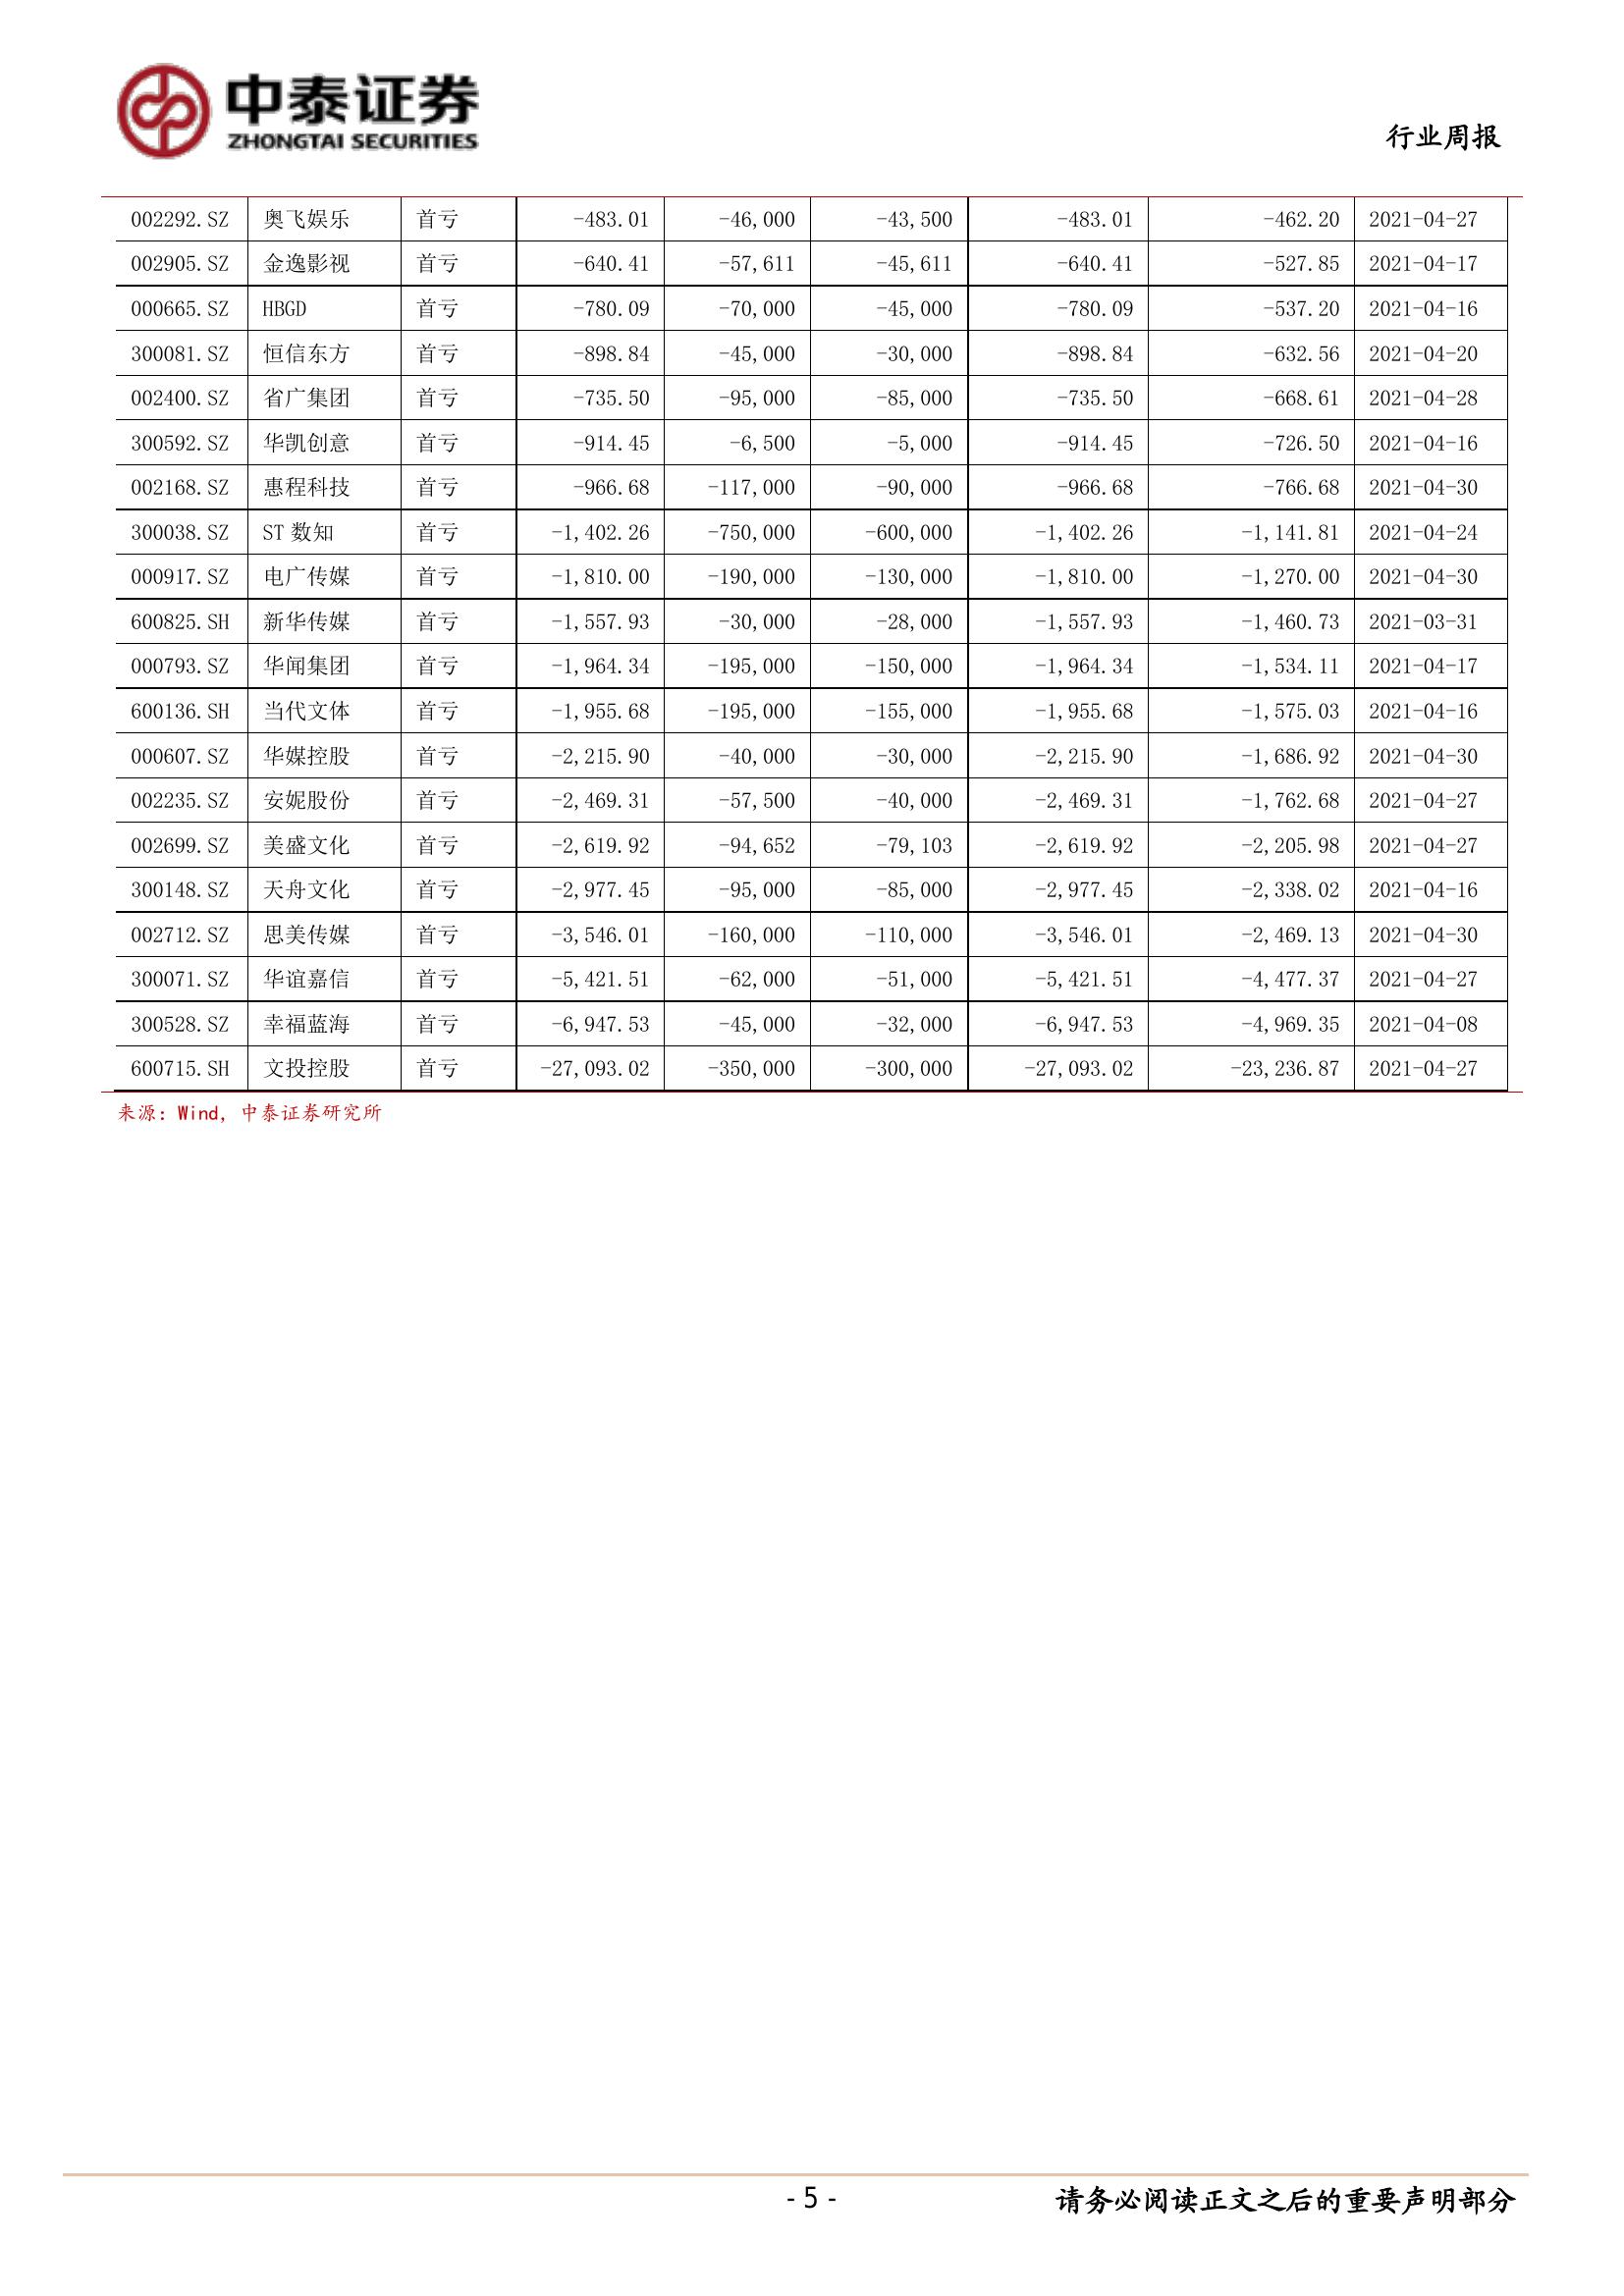 中泰证券
ZHONGTAI SECURITIES
行业周报
002292.SZ 奥飞娱乐 首亏 -483.01 -46,000 -43,500 -483.01 -462.20 2021-04-27
002905.SZ 金逸影视 首亏 -640.41 -57,611 -45,611 -640.41 -527.85 2021-04-17
000665.SZ HBGD 首亏 -780.09 -70,000 -45,000 -780.09 -537.20 2021-04-16
300081.SZ 恒信东方 首亏 -898.84 -45,000 -30,000 -898.84 -632.56 2021-04-20
002400.SZ 省广集团 首亏 -735.50 -95,000 -85,000 -735.50 -668.61 2021-04-28
300592.SZ 华凯创意 首亏 -914.45 -6,500 -5,000 -914.45 -726.50 2021-04-16
002168.SZ 惠程科技 首亏 -966.68 -117,000 -90,000 -966.68 -766.68 2021-04-30
300038.SZ ST 数知 首亏 -1,402.26 -750,000 -600,000 -1,402.26 -1,141.81 2021-04-24
000917.SZ 电广传媒 首亏 -1,810.00 -190,000 -130,000 -1,810.00 -1,270.00 2021-04-30
600825.SH 新华传媒 首亏 -1,557.93 -30,000 -28,000 -1,557.93 -1,460.73 2021-03-31
000793.SZ 华闻集团 首亏 -1,964.34 -195,000 -150,000 -1,964.34 -1,534.11 2021-04-17
600136.SH 当代文体 首亏 -1,955.68 -195,000 -155,000 -1,955.68 -1,575.03 2021-04-16
000607.SZ 华媒控股 首亏 -2,215.90 -40,000 -30,000 -2,215.90 -1,686.92 2021-04-30
002235.SZ 安妮股份 首亏 -2,469.31 -57,500 -40,000 -2,469.31 -1,762.68 2021-04-27
002699.SZ 美盛文化 首亏 -2,619.92 -94,652 -79,103 -2,619.92 -2,205.98 2021-04-27
300148.SZ 天舟文化 首亏 -2,977.45 -95,000 -85,000 -2,977.45 -2,338.02 2021-04-16
002712.SZ 思美传媒 首亏 -3,546.01 -160,000 -110,000 -3,546.01 -2,469.13 2021-04-30
300071.SZ 华谊嘉信 首亏 -5,421.51 -62,000 -51,000 -5,421.51 -4,477.37 2021-04-27
300528.SZ 幸福蓝海 首亏 -6,947.53 -45,000 -32,000 -6,947.53 -4,969.35 2021-04-08
600715.SH 文投控股 首亏 -27,093.02 -350,000 -300,000 -27,093.02 -23,236.87 2021-04-27
来源：Wind，中泰证券研究所
- 5 -
请务必阅读正文之后的重要声明部分